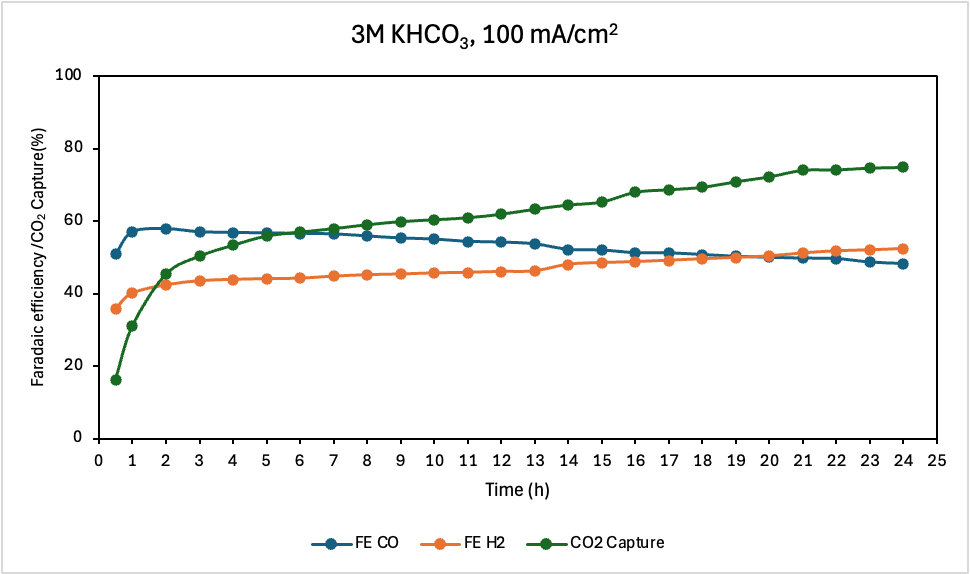 3M KHCO₃, 100 mA/cm²
Faradaic efficiency /CO₂ Capture(%)
100
80
60
40
20
0
0 1 2 3 4 5 6 7 8 9 10 11 12 13 14 15 16 17 18 19 20 21 22 23 24 25
Time (h)
FE CO FE H2 CO2 Capture